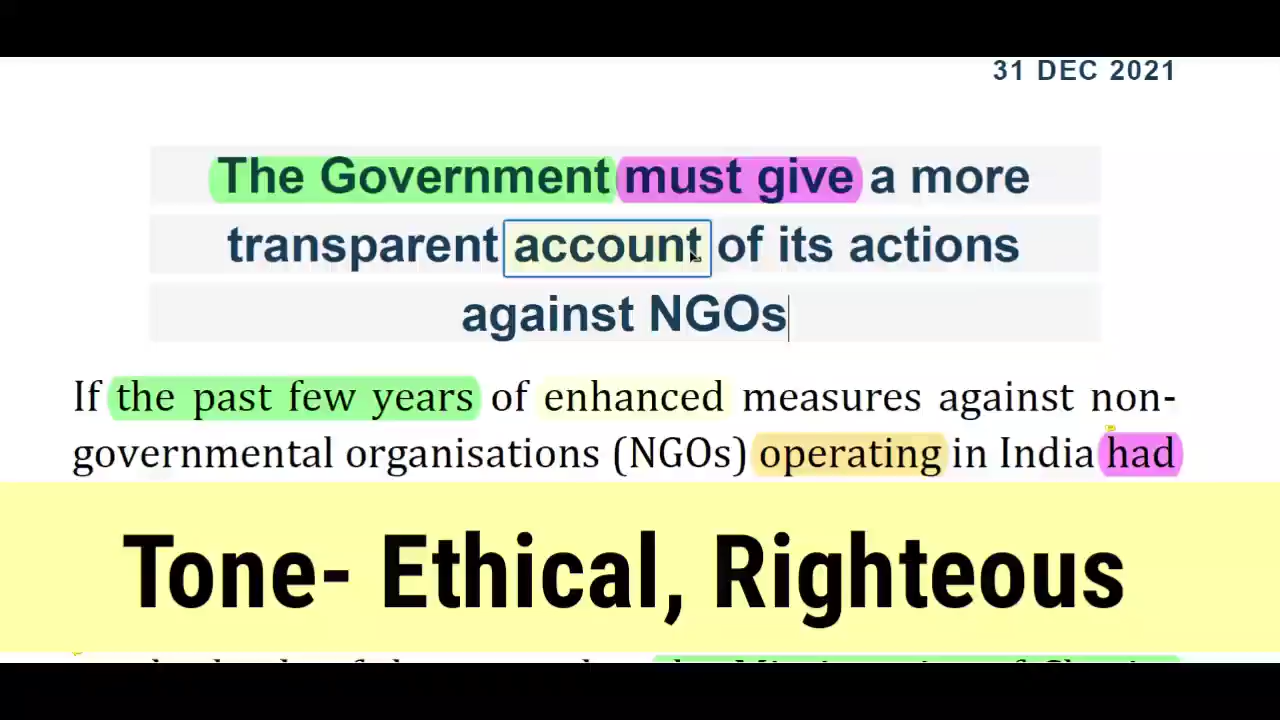 31 DEC 2021
The Government must give a more
transparent account of its actions
against NGOs
If the past few years of enhanced measures against non-
governmental organisations (NGOs) operating in India had
Tone- Ethical, Righteous